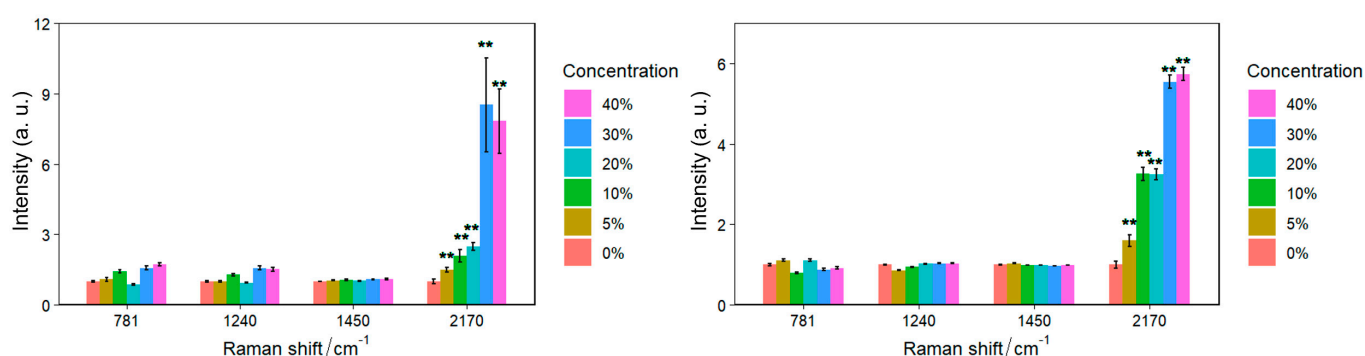 12
9
6
3
0
Intensity (a. u.)
** ** ** ** **
781 1240 1450 2170
Raman shift/cm⁻¹
Concentration
40%
30%
20%
10%
5%
0%
6
4
2
0
Intensity (a. u.)
** ** ** ** **
781 1240 1450 2170
Raman shift/cm⁻¹
Concentration
40%
30%
20%
10%
5%
0%